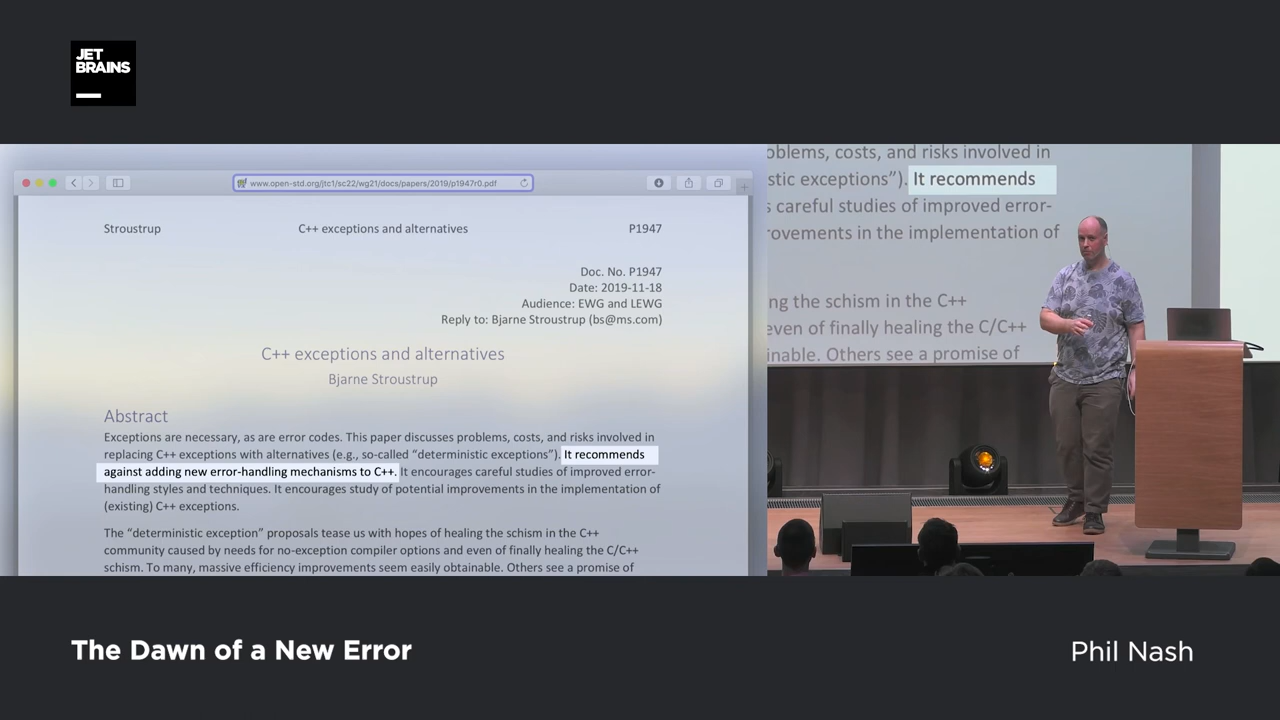 JET
BRAINS
www.open-std.org/jtc1/sc22/wg21/docs/papers/2019/p1947r0.pdf
Stroustrup C++ exceptions and alternatives P1947
Doc. No. P1947
Date: 2019-11-18
Audience: EWG and LEWG
Reply to: Bjarne Stroustrup (bs@ms.com)
C++ exceptions and alternatives
Bjarne Stroustrup
Abstract
Exceptions are necessary, as are error codes. This paper discusses problems, costs, and risks involved in
replacing C++ exceptions with alternatives (e.g., so-called “deterministic exceptions”). It recommends
against adding new error-handling mechanisms to C++. It encourages careful studies of improved error-
handling styles and techniques. It encourages study of potential improvements in the implementation of
(existing) C++ exceptions.
The “deterministic exception” proposals tease us with hopes of healing the schism in the C++
community caused by needs for no-exception compiler options and even of finally healing the C/C++
schism. To many, massive efficiency improvements seem easily obtainable. Others see a promise of
oblems, costs, and risks involved in
stic exceptions”). It recommends
s careful studies of improved error-
rovements in the implementation of
ng the schism in the C++
even of finally healing the C/C++
inable. Others see a promise of
The Dawn of a New Error
Phil Nash